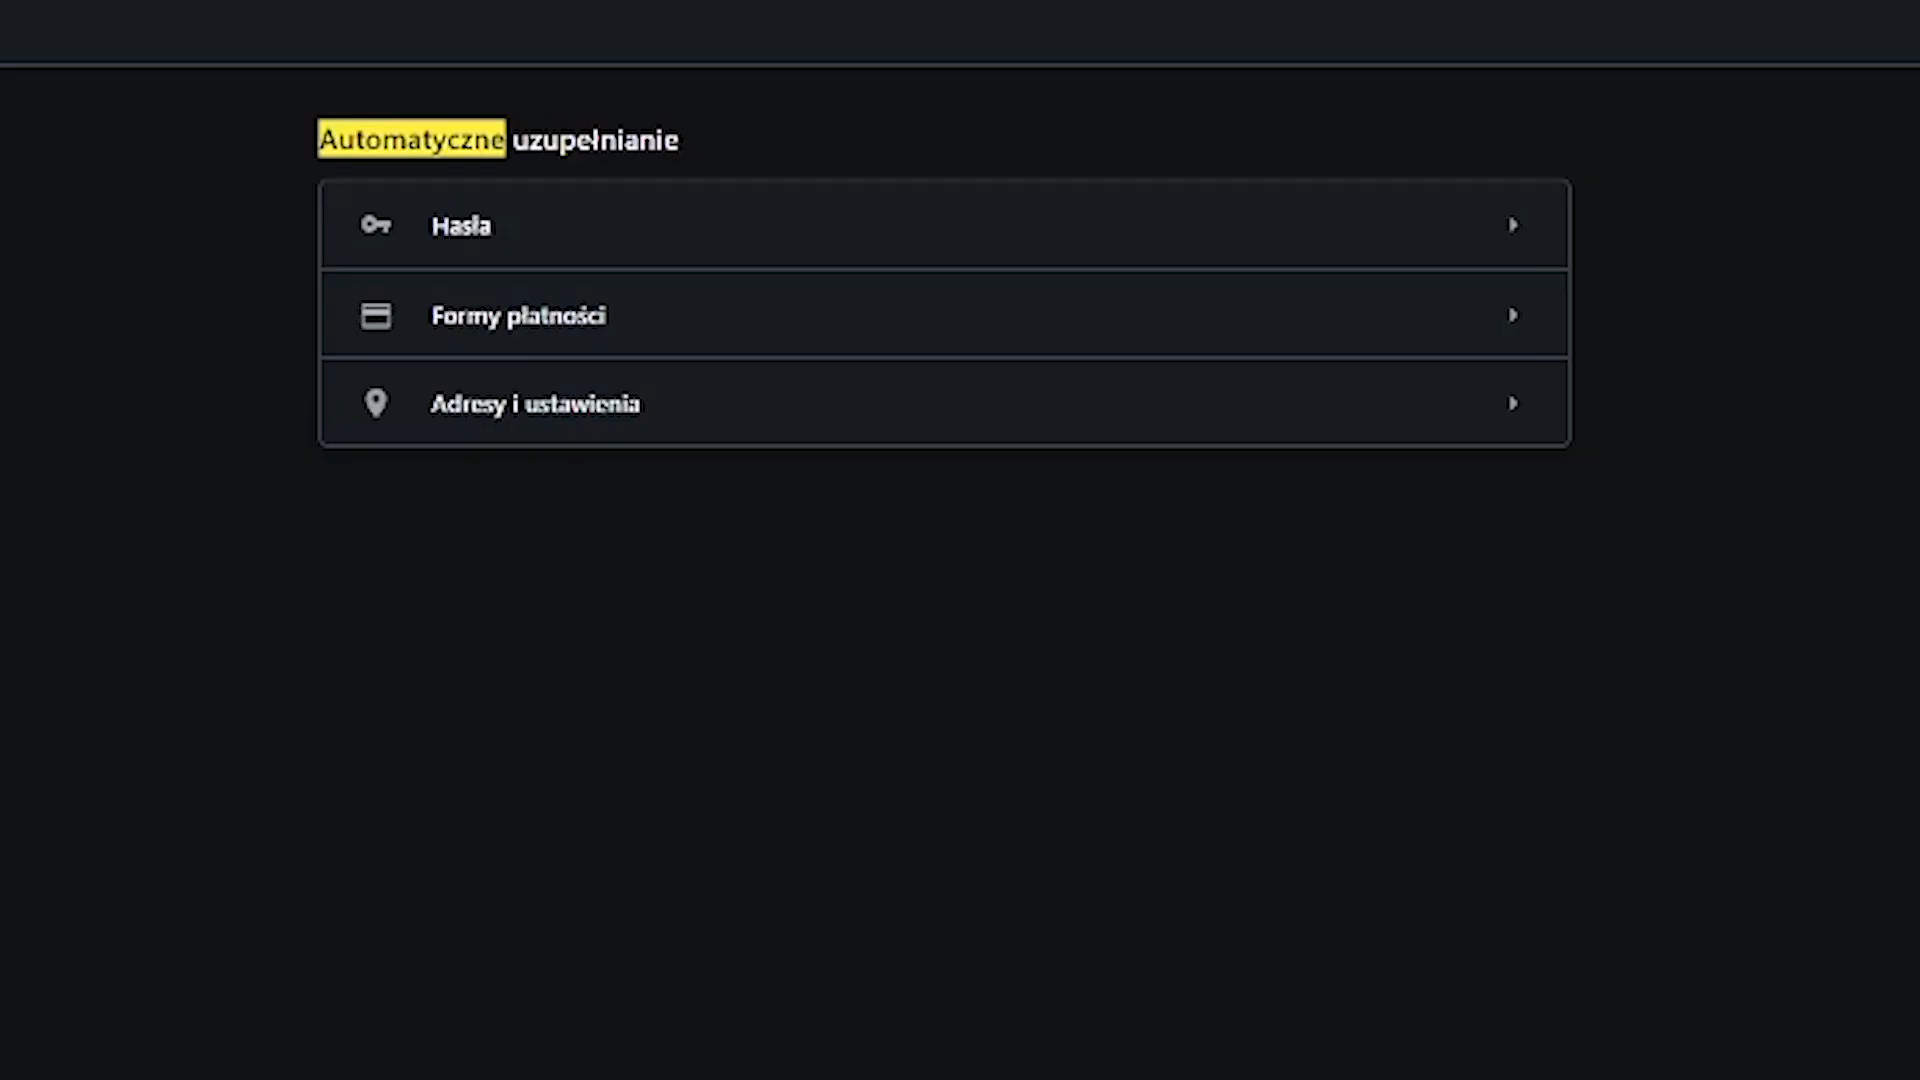 Automatyczne uzupełnianie
Hasła
Formy płatności
Adresy i ustawienia